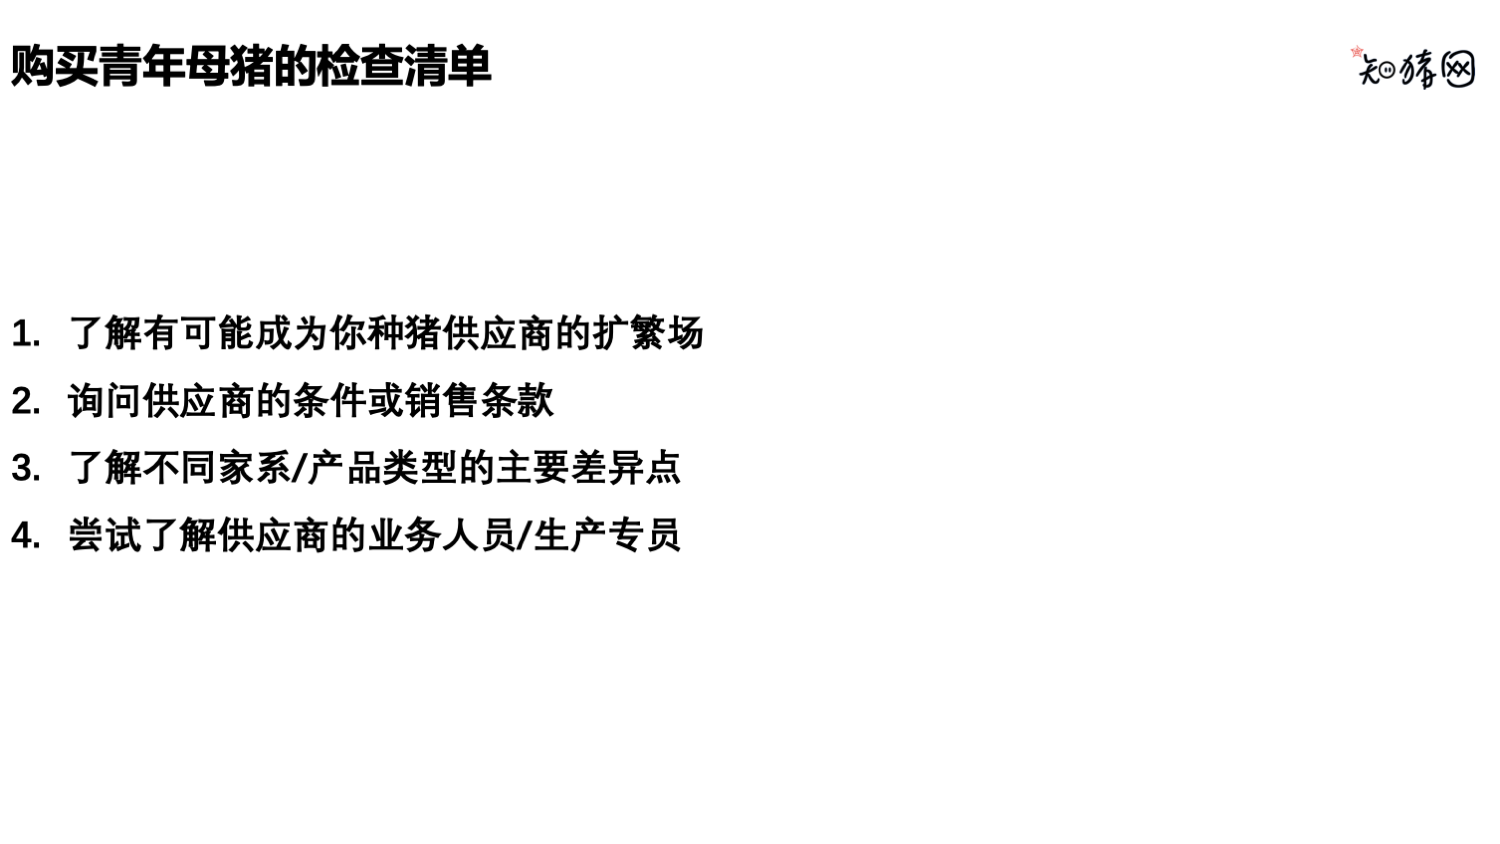 购买青年母猪的检查清单
知猪网
1. 了解有可能成为你种猪供应商的扩繁场
2. 询问供应商的条件或销售条款
3. 了解不同家系/产品类型的主要差异点
4. 尝试了解供应商的业务人员/生产专员